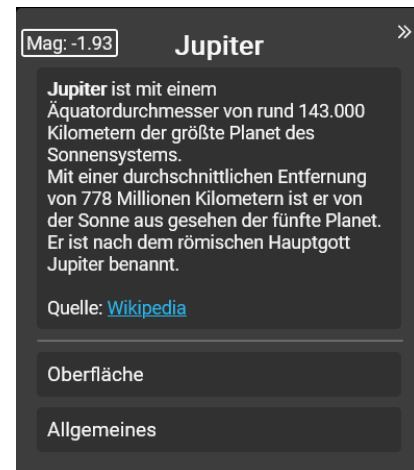 Mag: -1.93
Jupiter
»
Jupiter ist mit einem
Äquatordurchmesser von rund 143.000
Kilometern der größte Planet des
Sonnensystems.
Mit einer durchschnittlichen Entfernung
von 778 Millionen Kilometern ist er von
der Sonne aus gesehen der fünfte Planet.
Er ist nach dem römischen Hauptgott
Jupiter benannt.
Quelle: Wikipedia
Oberfläche
Allgemeines